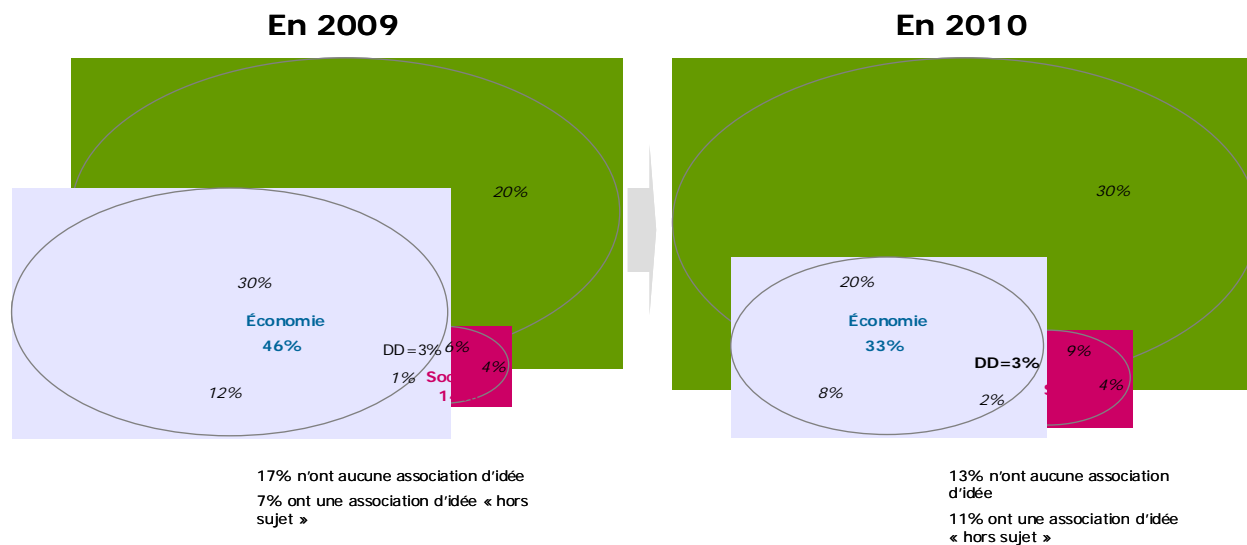 En 2009
En 2010
20%
30%
Économie
46%
DD=3%
6%
4%
1%
12%
30%
20%
Économie
33%
DD=3%
9%
4%
2%
8%
17% n'ont aucune association d'idée
7% ont une association d'idée « hors
sujet »
13% n'ont aucune association
d'idée
11% ont une association d'idée
« hors sujet »